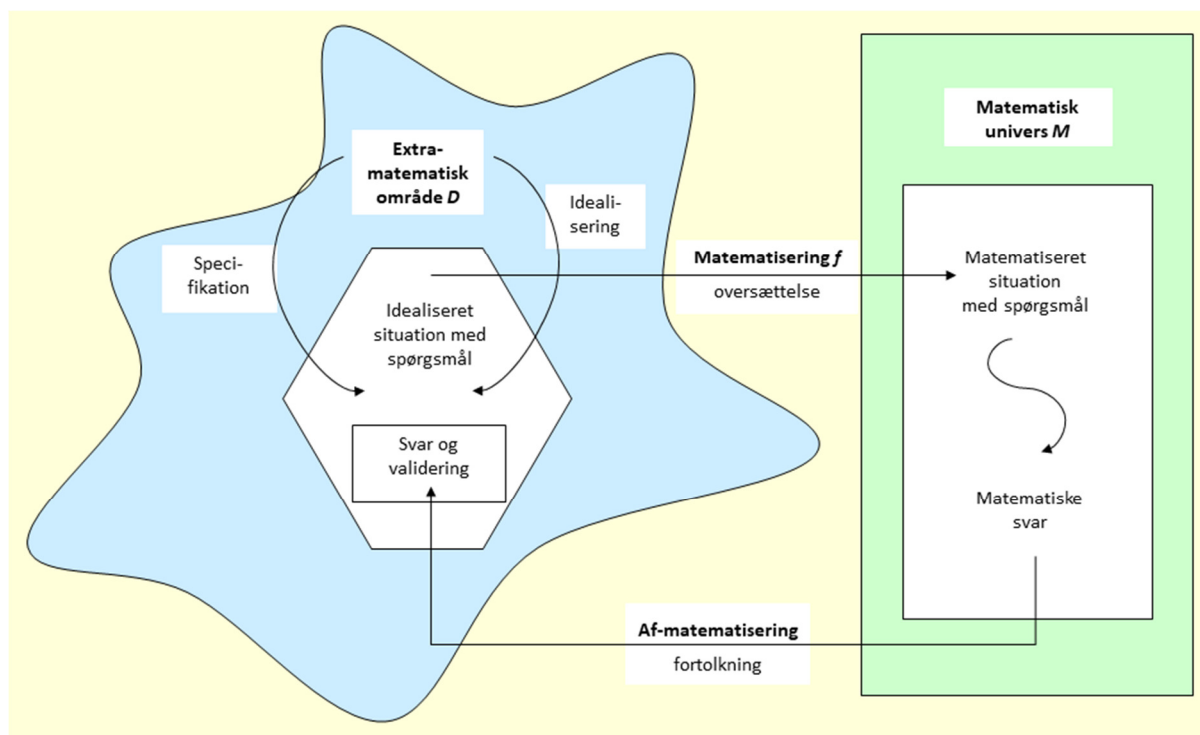 Extra-
matematisk
område D
Speci-
fikation
Ideali-
sering
Idealiseret
situation med
spørgsmål
Svar og
validering
Matematisering f
oversættelse
Matematisk
univers M
Matematiseret
situation
med spørgsmål
Matematiske
svar
Af-matematisering
fortolkning